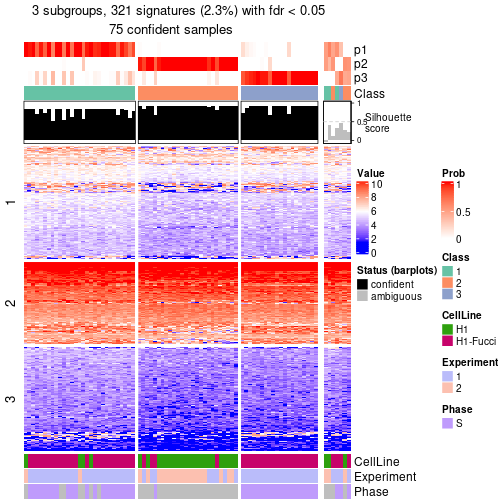 3 subgroups, 321 signatures (2.3%) with fdr < 0.05
75 confident samples
p1
p2
p3
Class
1
0.5
0
Silhouette
score
1
2
3
CellLine
Experiment
Phase
Value
10
8
6
4
2
0
Status (barplots)
confident
ambiguous
Prob
1
0.5
0
Class
1
2
3
CellLine
H1
H1-Fucci
Experiment
1
2
Phase
S